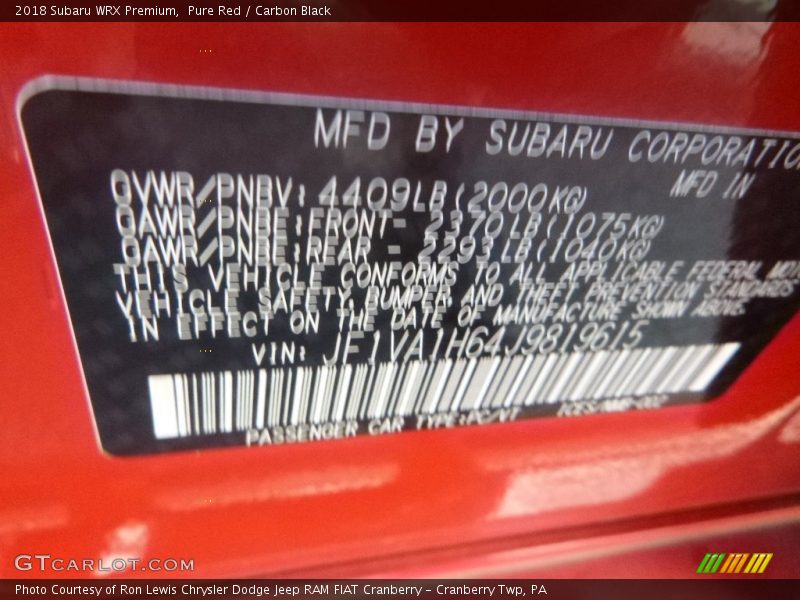 2018 Subaru WRX Premium, Pure Red / Carbon Black
MFD BY SUBARU CORPORATIO
MFD IN
GVWR/PNBV: 4409LB(2000KG)
GAWR/PNBE:FRONT- 2370LB(1075KG)
GAWR/PNBE:REAR - 2293LB(1040KG)
THIS VEHICLE CONFORMS TO ALL APPLICABLE FEDERAL MOTO
VEHICLE SAFETY, BUMPER, AND THEFT PREVENTION STANDARDS
IN EFFECT ON THE DATE OF MANUFACTURE SHOWN ABOVE.
VIN: JF1VA1H64J9819615
PASSENGER CAR
GTCARLOT.COM
Photo Courtesy of Ron Lewis Chrysler Dodge Jeep RAM FIAT Cranberry – Cranberry Twp, PA